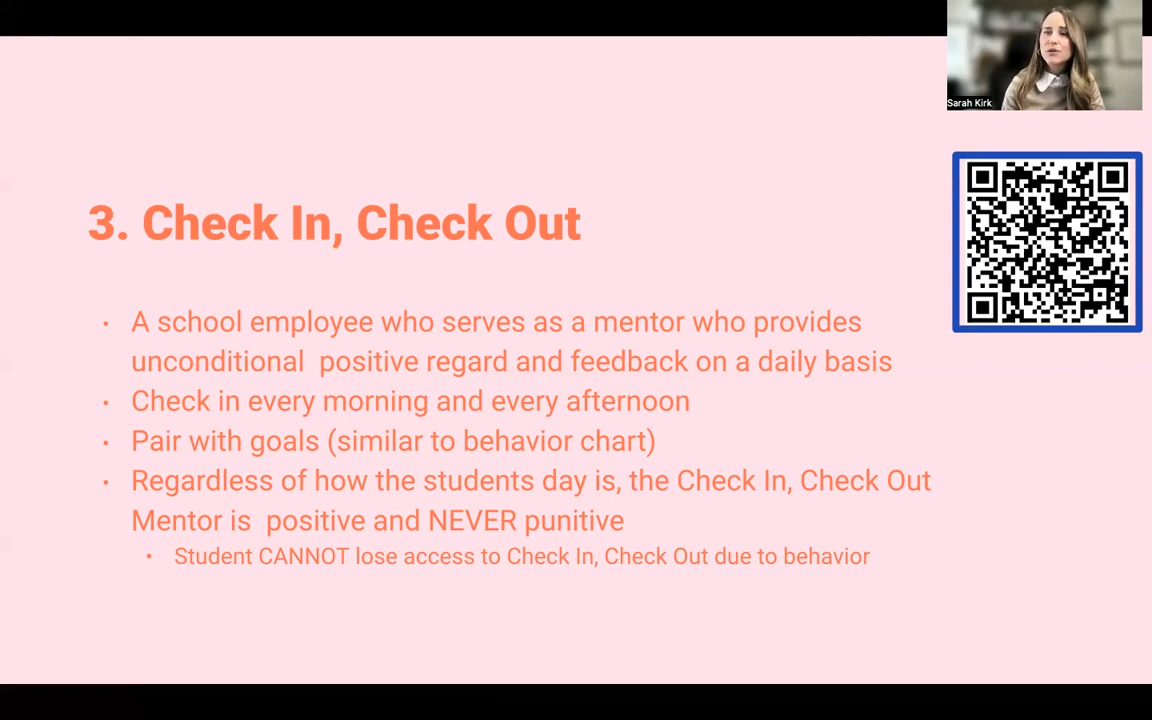 Sarah Kirk
3. Check In, Check Out
• A school employee who serves as a mentor who provides
unconditional  positive regard and feedback on a daily basis
• Check in every morning and every afternoon
• Pair with goals (similar to behavior chart)
• Regardless of how the students day is, the Check In, Check Out
Mentor is  positive and NEVER punitive
• Student CANNOT lose access to Check In, Check Out due to behavior